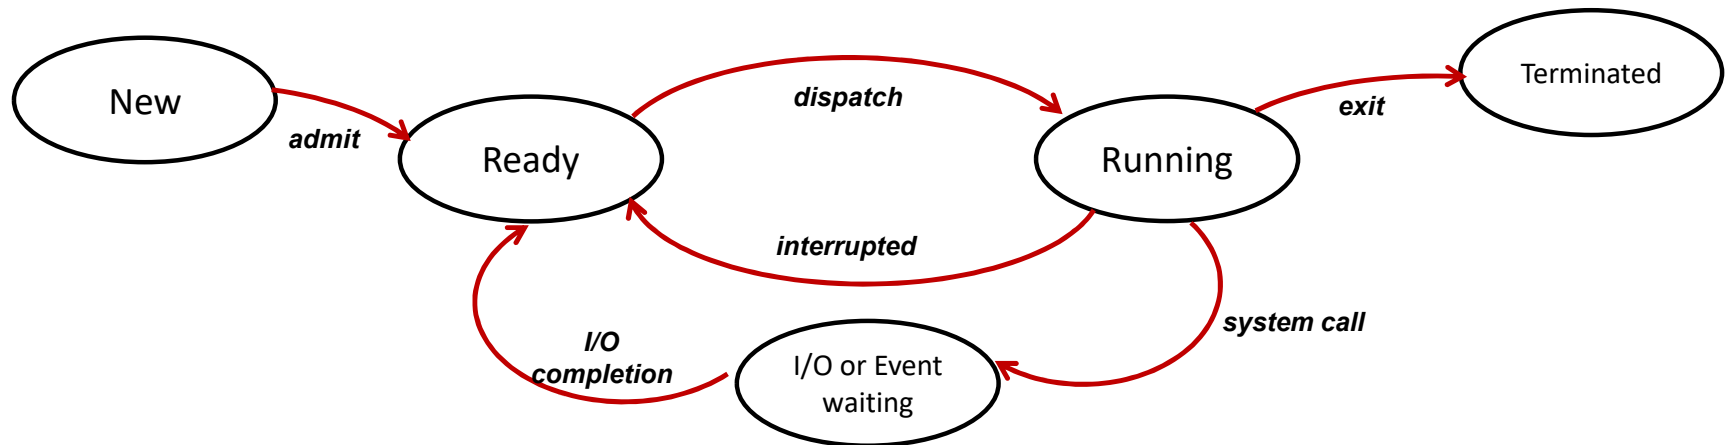 New
admit
Ready
dispatch
interrupted
Running
exit
Terminated
system call
I/O
completion
I/O or Event
waiting